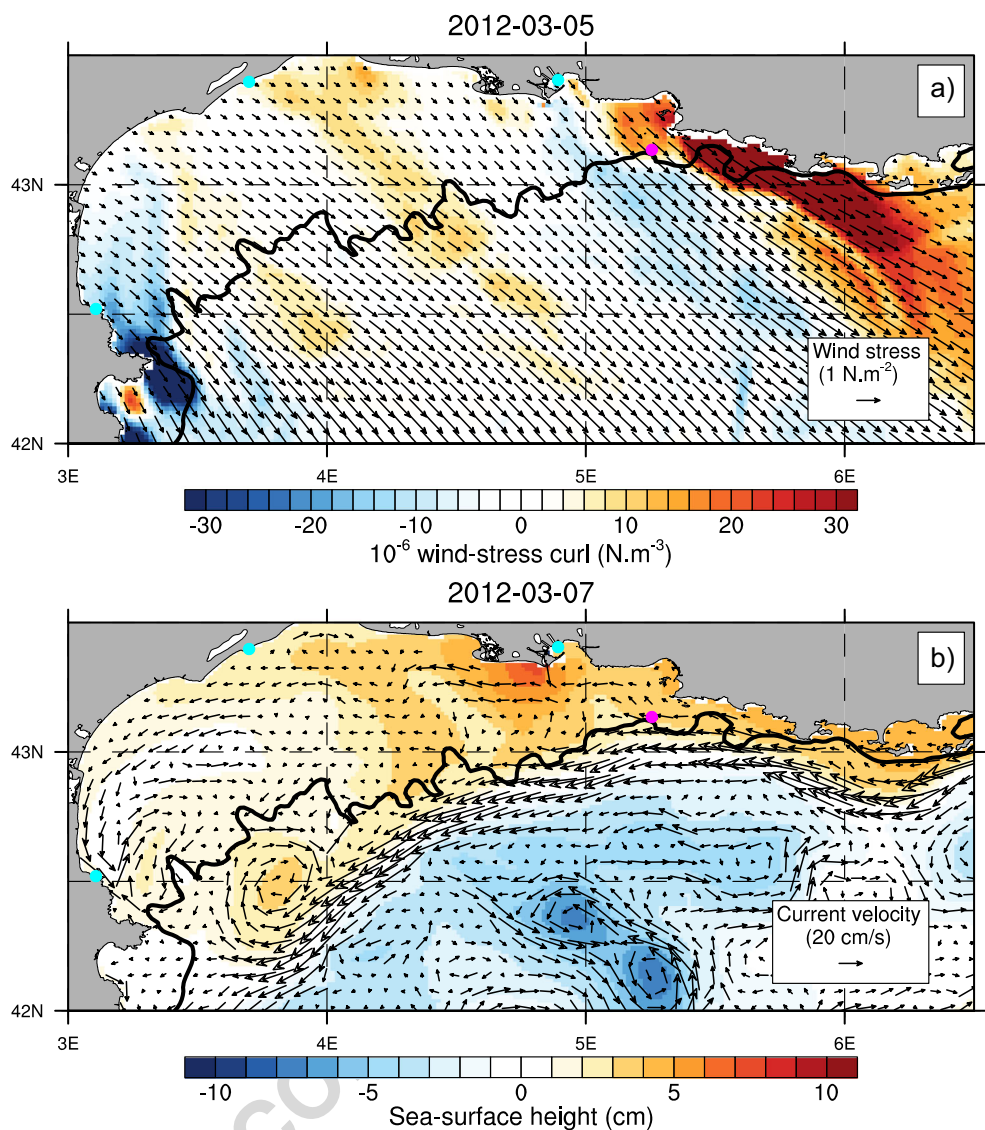 2012-03-05
a)
43N
42N
Wind stress
(1 N.m-2)
3E 4E 5E 6E
-30 -20 -10 0 10 20 30
10-6 wind-stress curl (N.m-3)
2012-03-07
b)
43N
42N
Current velocity
(20 cm/s)
3E 4E 5E 6E
-10 -5 0 5 10
Sea-surface height (cm)